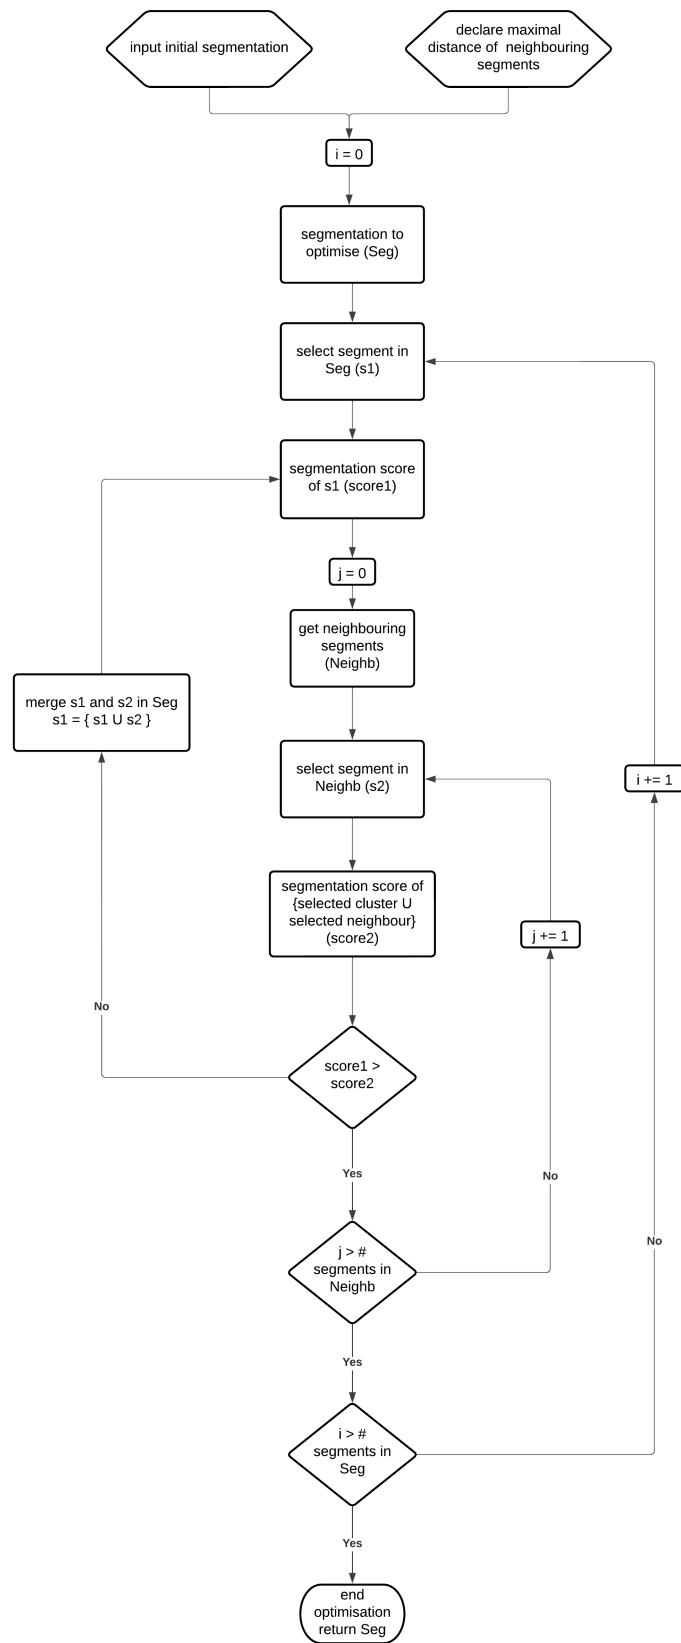 input initial segmentation
declare maximal
distance of neighbouring
segments
i = 0
segmentation to
optimise (Seg)
select segment in
Seg (s1)
segmentation score
of s1 (score1)
j = 0
get neighbouring
segments
(Neighb)
merge s1 and s2 in Seg
s1 = { s1 U s2 }
select segment in
Neighb (s2)
i += 1
segmentation score of
{selected cluster U
selected neighbour}
(score2)
j += 1
No
score1 >
score2
Yes
No
No
j > #
segments in
Neighb
Yes
i > #
segments in
Seg
Yes
end
optimisation
return Seg